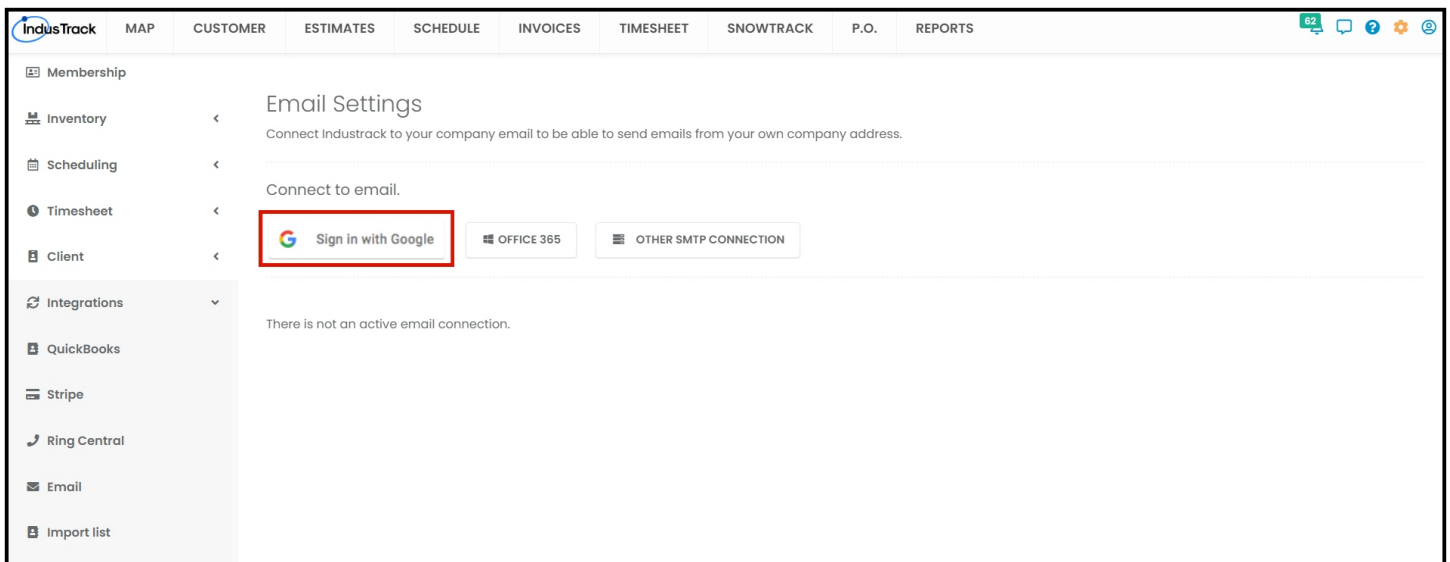 IndusTrack MAP CUSTOMER ESTIMATES SCHEDULE INVOICES TIMESHEET SNOWTRACK P.O. REPORTS 62
Membership
Inventory
Scheduling
Timesheet
Client
Integrations
QuickBooks
Stripe
Ring Central
Email
Import list
Email Settings
Connect Industrack to your company email to be able to send emails from your own company address.
Connect to email.
Sign in with Google OFFICE 365 OTHER SMTP CONNECTION
There is not an active email connection.